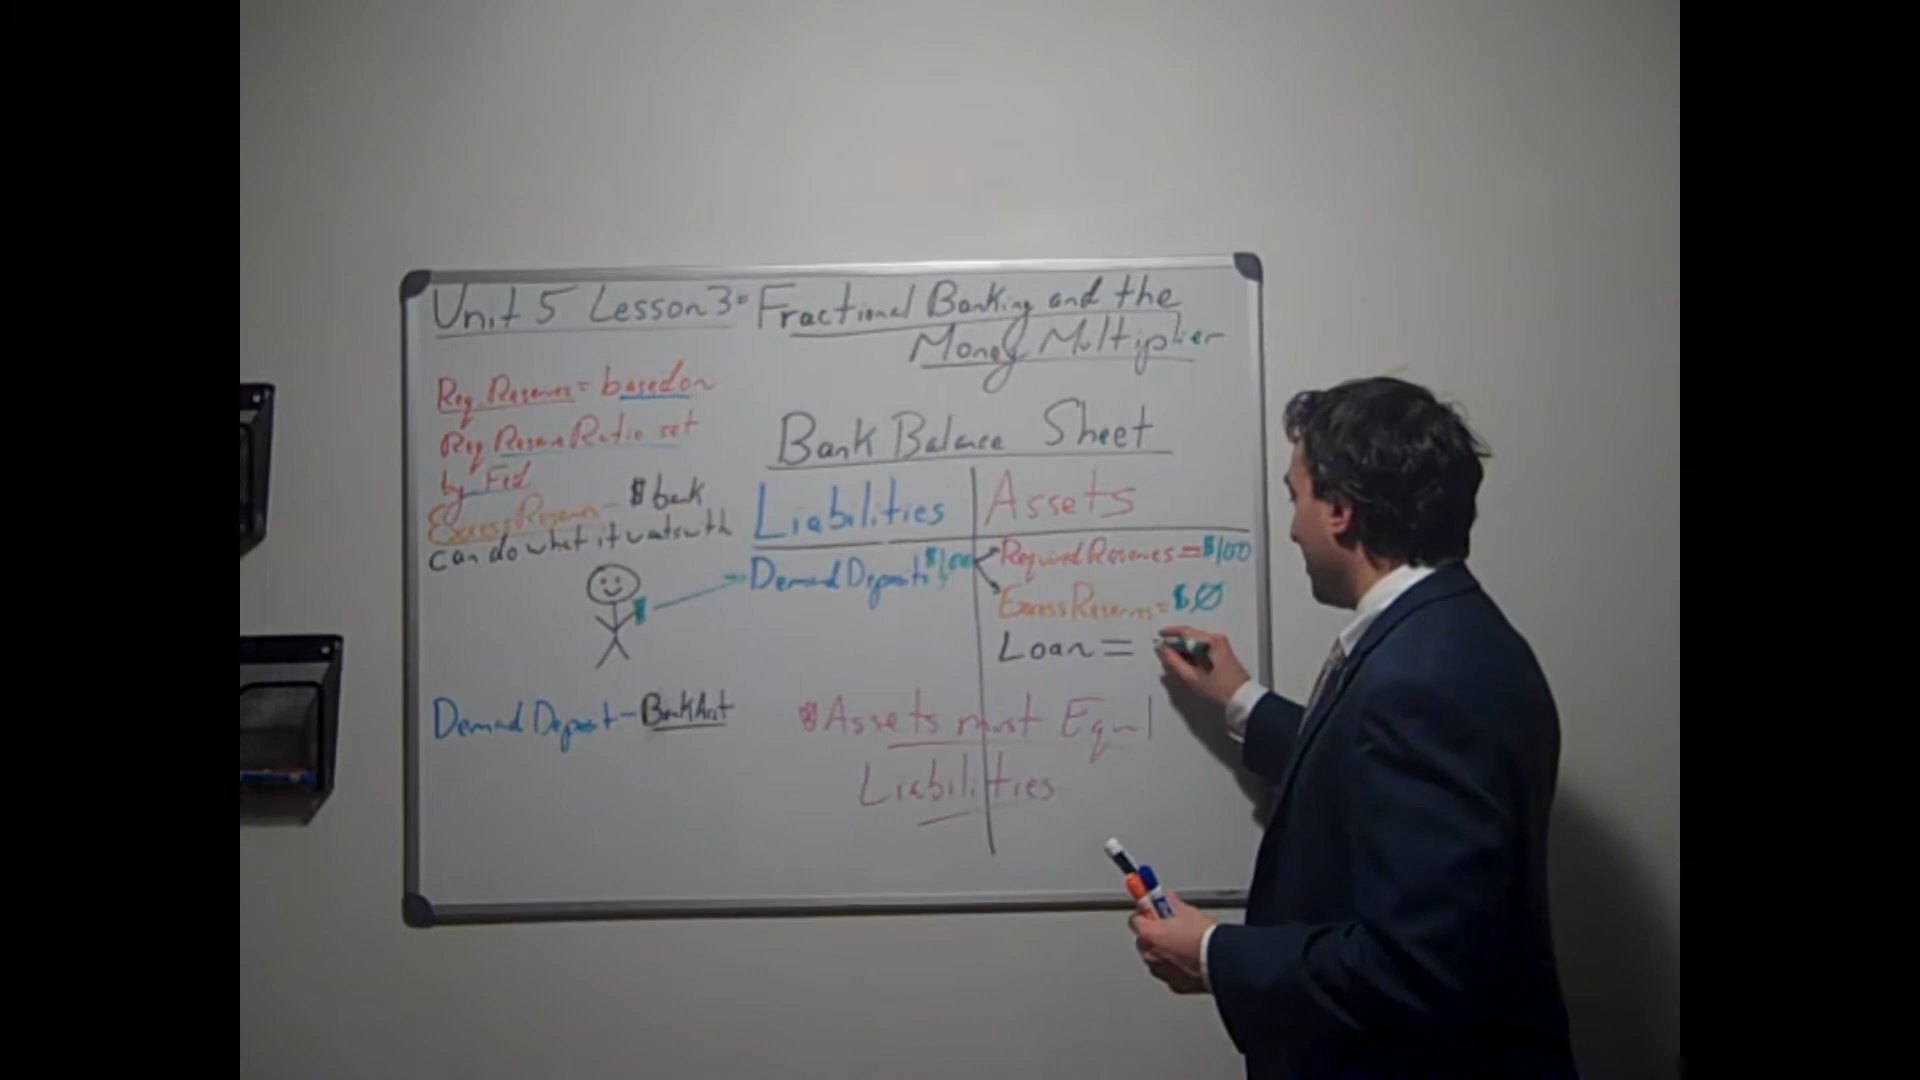 Unit 5 Lesson 3: Fractional Banking and the
Money Multiplier
Req. Reserves = based on
Req Reserve Ratio set
by Fed
Excess Reserves - $ bank
can do what it wants with
Demand Deposit - Bank Acct
Bank Balance Sheet
Liabilities
Assets
Demand Deposits $100
Required Reserves = $100
Excess Reserves = $0
Loan =
Assets must Equal
Liabilities